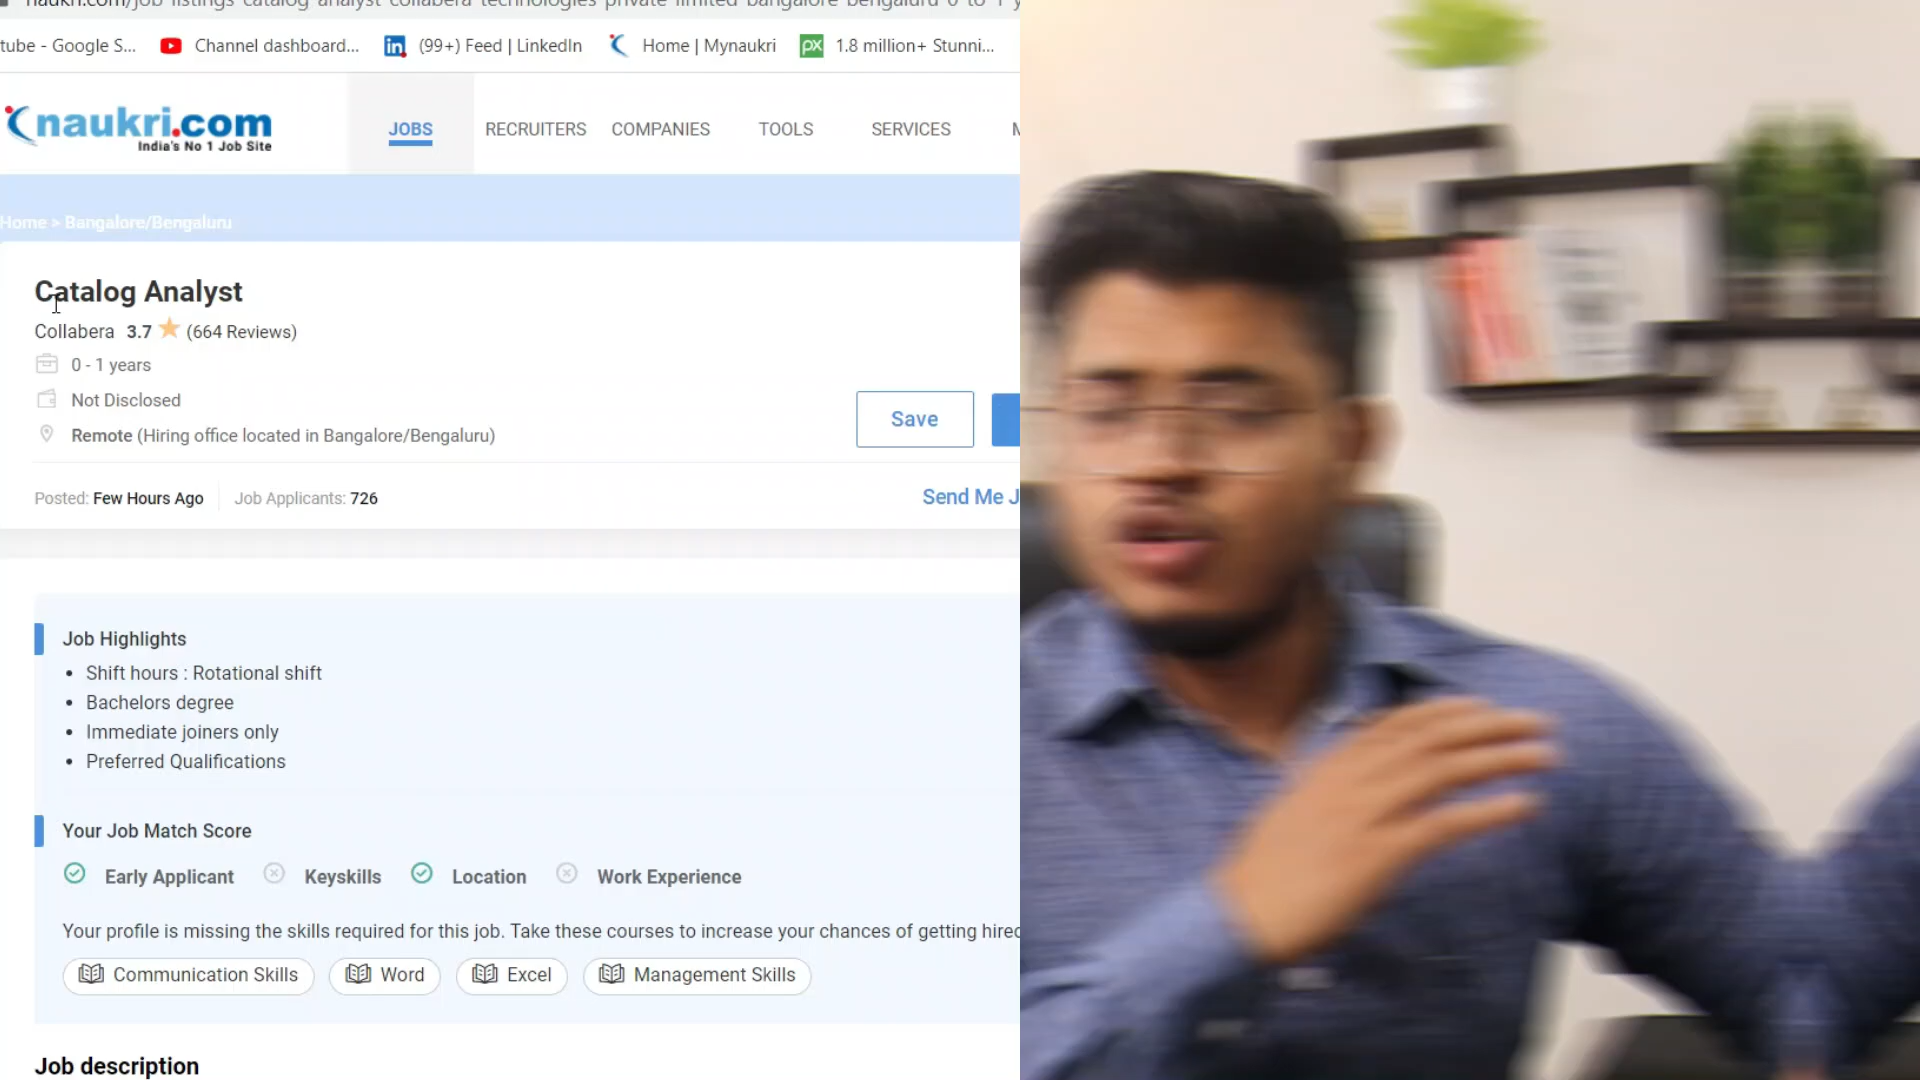 tube - Google S...
Channel dashboard...
in (99+) Feed | LinkedIn
Home | Mynaukri
px 1.8 million+ Stunni...
naukri.com
India's No 1 Job Site
JOBS
RECRUITERS
COMPANIES
TOOLS
SERVICES
Home > Bangalore/Bengaluru
Catalog Analyst
Collabera 3.7 (664 Reviews)
0 - 1 years
Not Disclosed
Save
Remote (Hiring office located in Bangalore/Bengaluru)
Posted: Few Hours Ago Job Applicants: 726
Send Me J
Job Highlights
• Shift hours : Rotational shift
• Bachelors degree
• Immediate joiners only
• Preferred Qualifications
Your Job Match Score
Early Applicant Keyskills Location Work Experience
Your profile is missing the skills required for this job. Take these courses to increase your chances of getting hired
Communication Skills Word Excel Management Skills
Job description